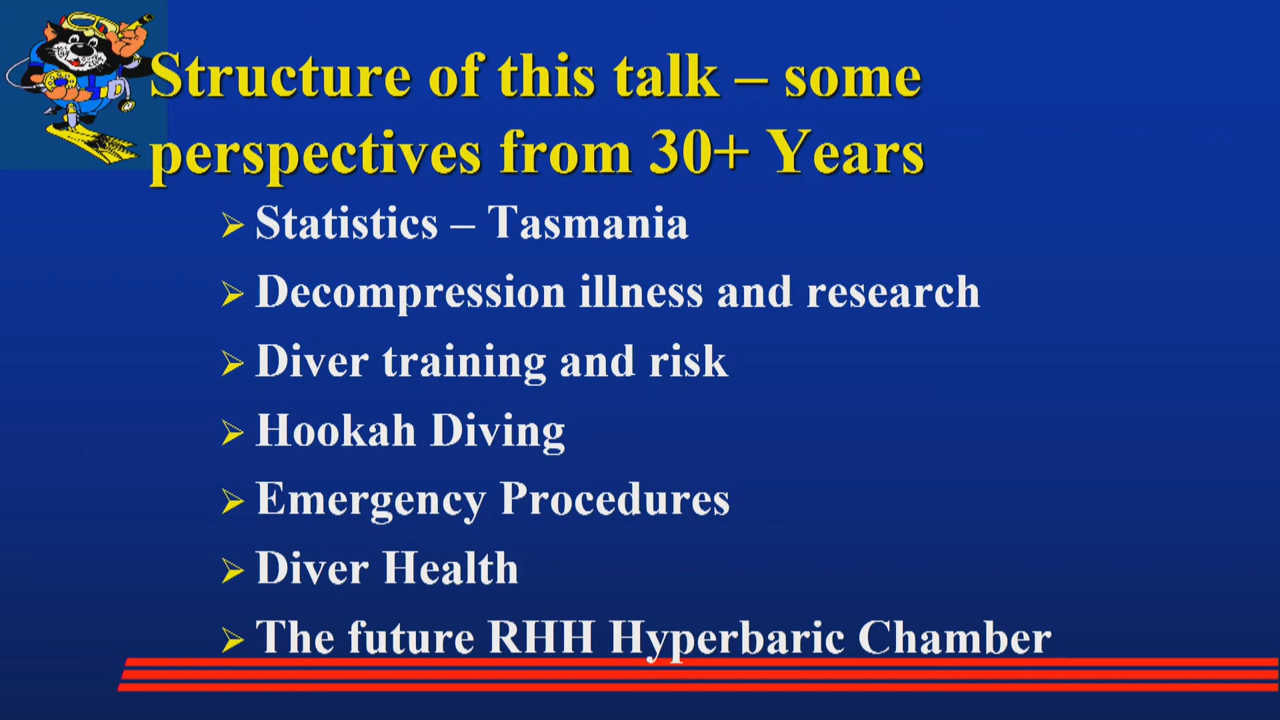 Structure of this talk – some
perspectives from 30+ Years
Statistics – Tasmania
Decompression illness and research
Diver training and risk
Hookah Diving
Emergency Procedures
Diver Health
The future RHH Hyperbaric Chamber